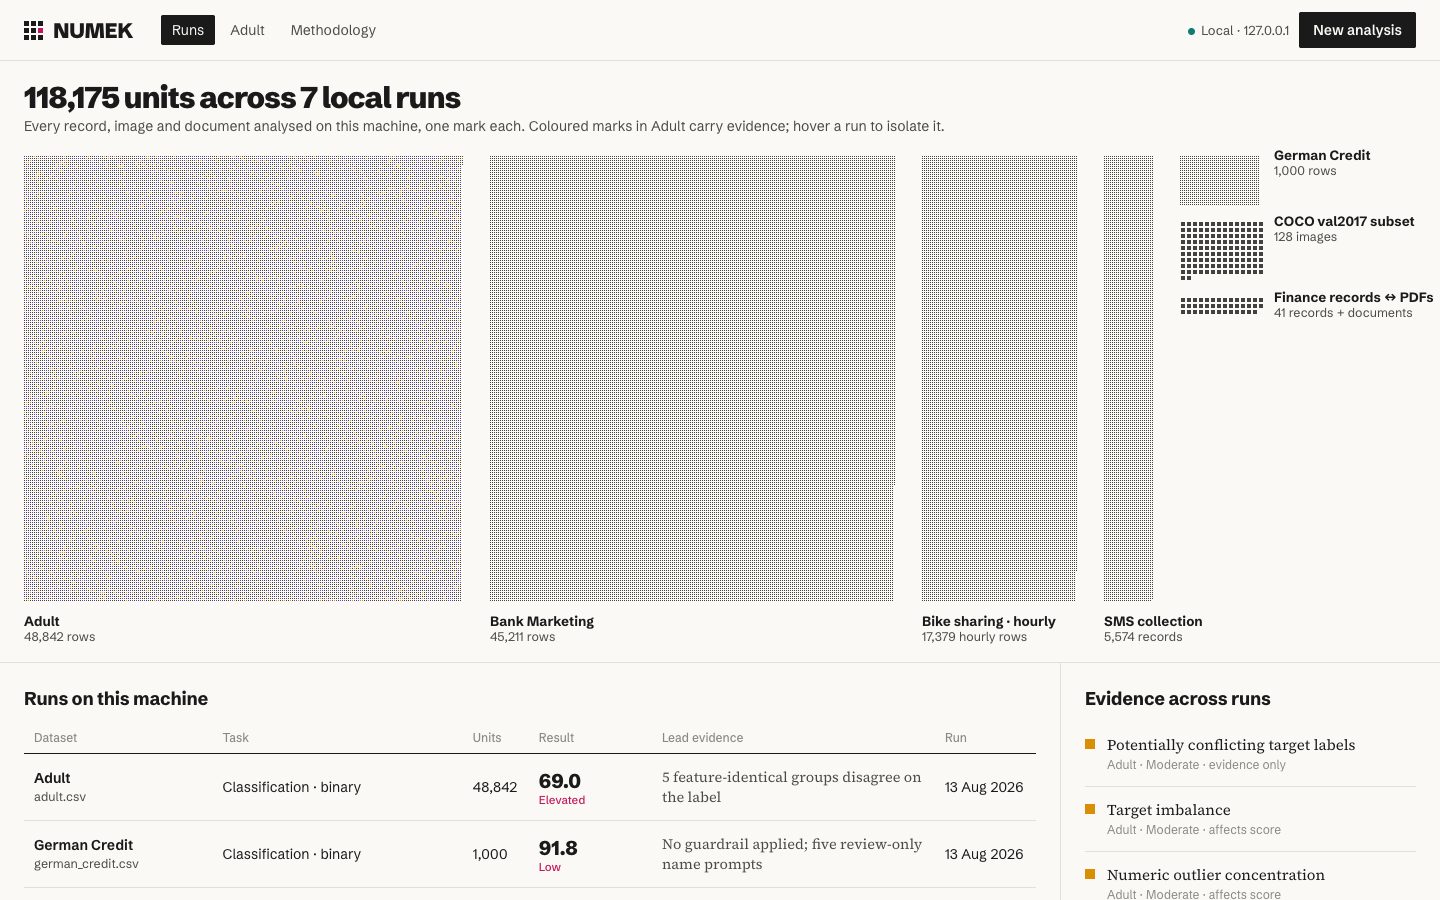 NUMEK
Runs
Adult
Methodology
Local · 127.0.0.1
New analysis
118,175 units across 7 local runs
Every record, image and document analysed on this machine, one mark each. Coloured marks in Adult carry evidence; hover a run to isolate it.
German Credit
1,000 rows
COCO val2017 subset
128 images
Finance records ↔ PDFs
41 records + documents
Adult
48,842 rows
Bank Marketing
45,211 rows
Bike sharing · hourly
17,379 hourly rows
SMS collection
5,574 records
Runs on this machine
Dataset Task Units Result Lead evidence Run
Adult
adult.csv
Classification · binary
48,842
69.0
Elevated
5 feature-identical groups disagree on
the label
13 Aug 2026
German Credit
german_credit.csv
Classification · binary
1,000
91.8
Low
No guardrail applied; five review-only
name prompts
13 Aug 2026
Evidence across runs
Potentially conflicting target labels
Adult · Moderate · evidence only
Target imbalance
Adult · Moderate · affects score
Numeric outlier concentration
Adult · Moderate · affects score